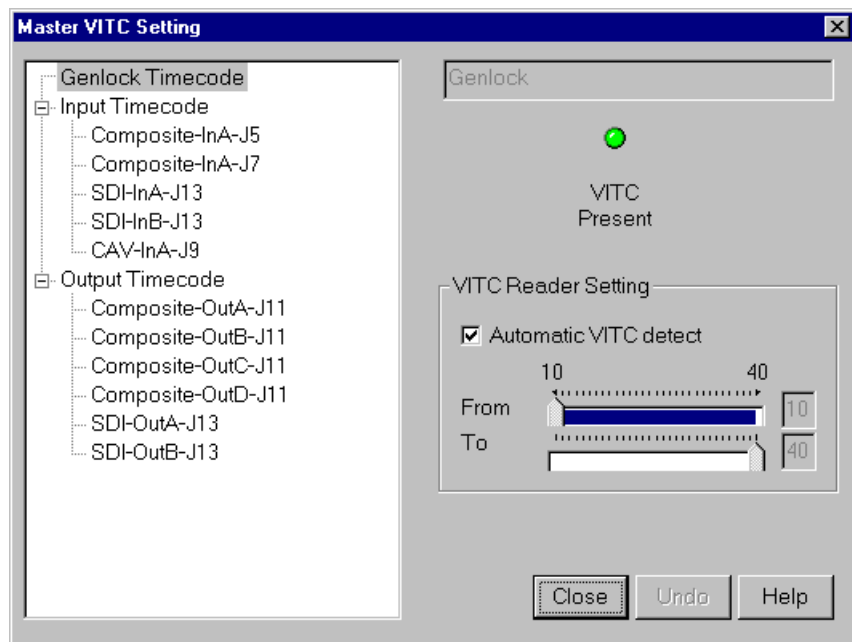 Master VITC Setting
Genlock Timecode
Input Timecode
Composite-InA-J5
Composite-InA-J7
SDI-InA-J13
SDI-InB-J13
CAV-InA-J9
Output Timecode
Composite-OutA-J11
Composite-OutB-J11
Composite-OutC-J11
Composite-OutD-J11
SDI-OutA-J13
SDI-OutB-J13
Genlock
VITC
Present
VITC Reader Setting
Automatic VITC detect
10 40
From 10
To 40
Close Undo Help